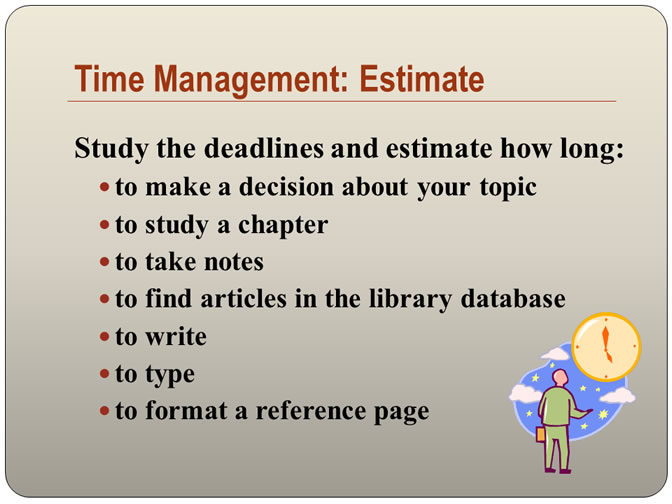 Time Management: Estimate
Study the deadlines and estimate how long:
• to make a decision about your topic
• to study a chapter
• to take notes
• to find articles in the library database
• to write
• to type
• to format a reference page